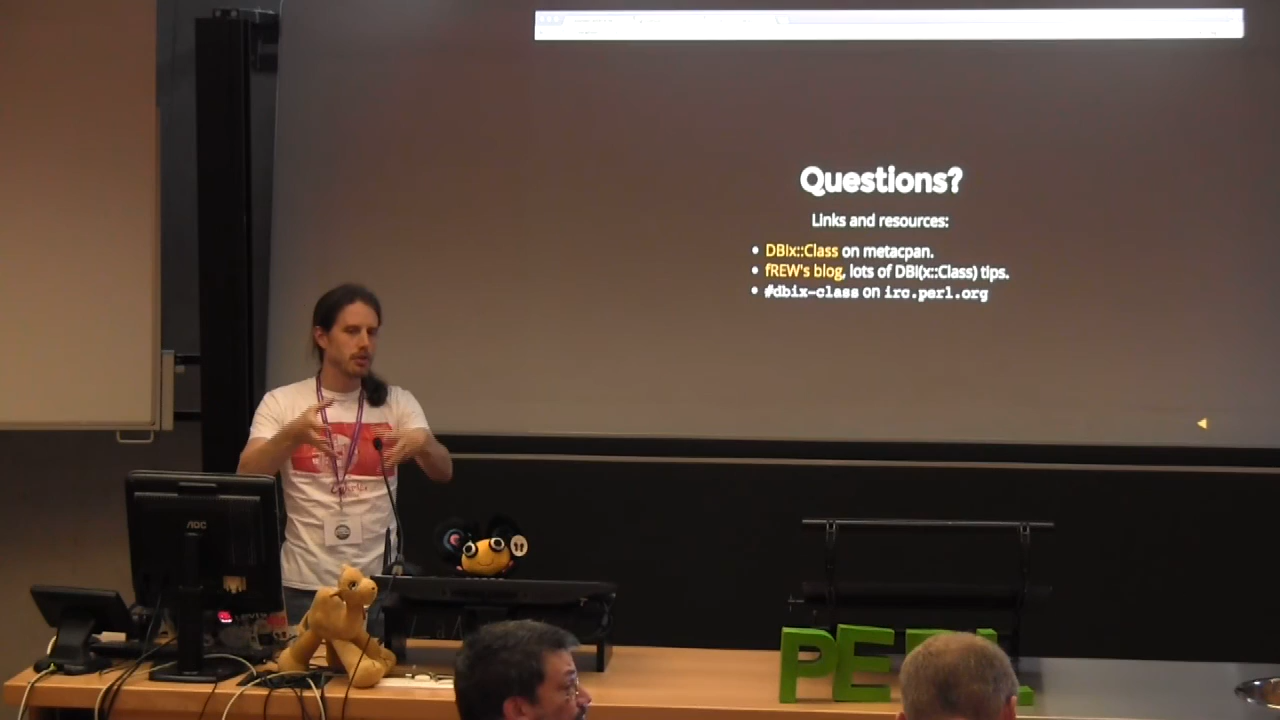 Questions?
Links and resources:
• DBIx::Class on metacpan.
• fREW's blog, lots of DBI(x::Class) tips.
• #dbix-class on irc.perl.org
AOC
PE